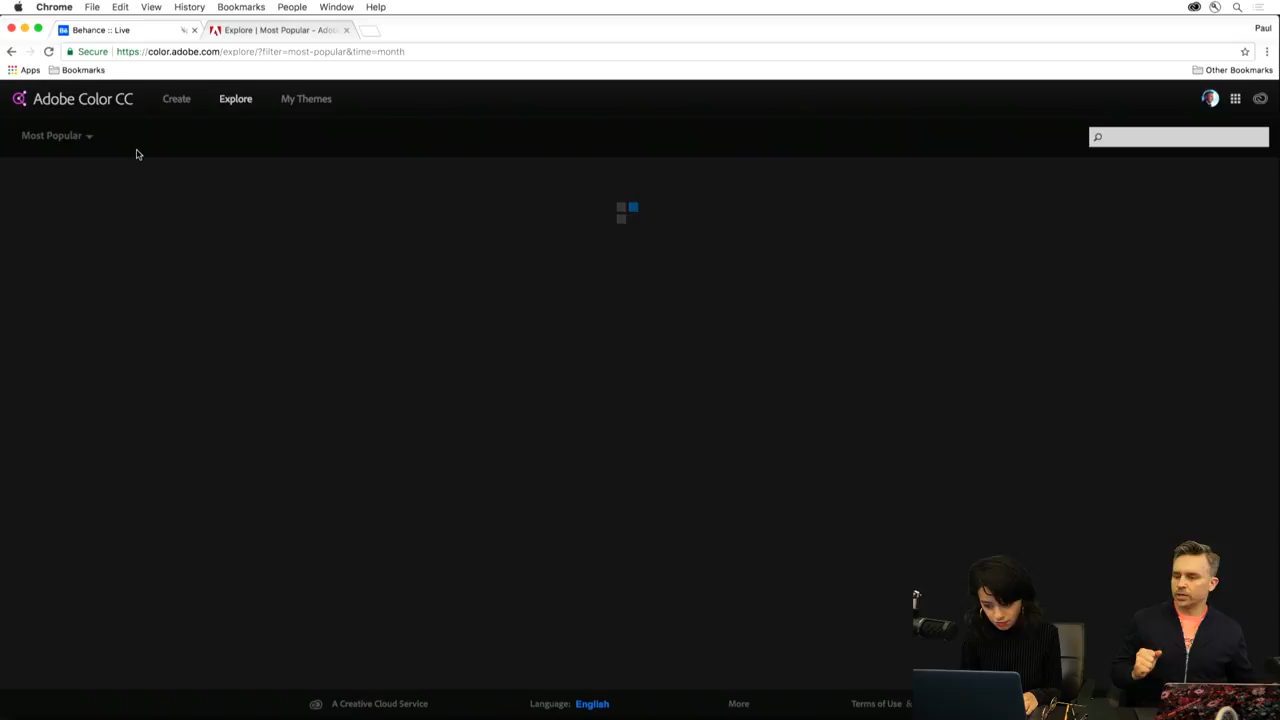 Chrome File Edit View History Bookmarks People Window Help
Behance :: Live
Explore | Most Popular - Adob
Paul
Secure https://color.adobe.com/explore/?filter=most-popular&time=month
Apps Bookmarks Other Bookmarks
Adobe Color CC Create Explore My Themes
Most Popular
A Creative Cloud Service Language: English More Terms of Use &